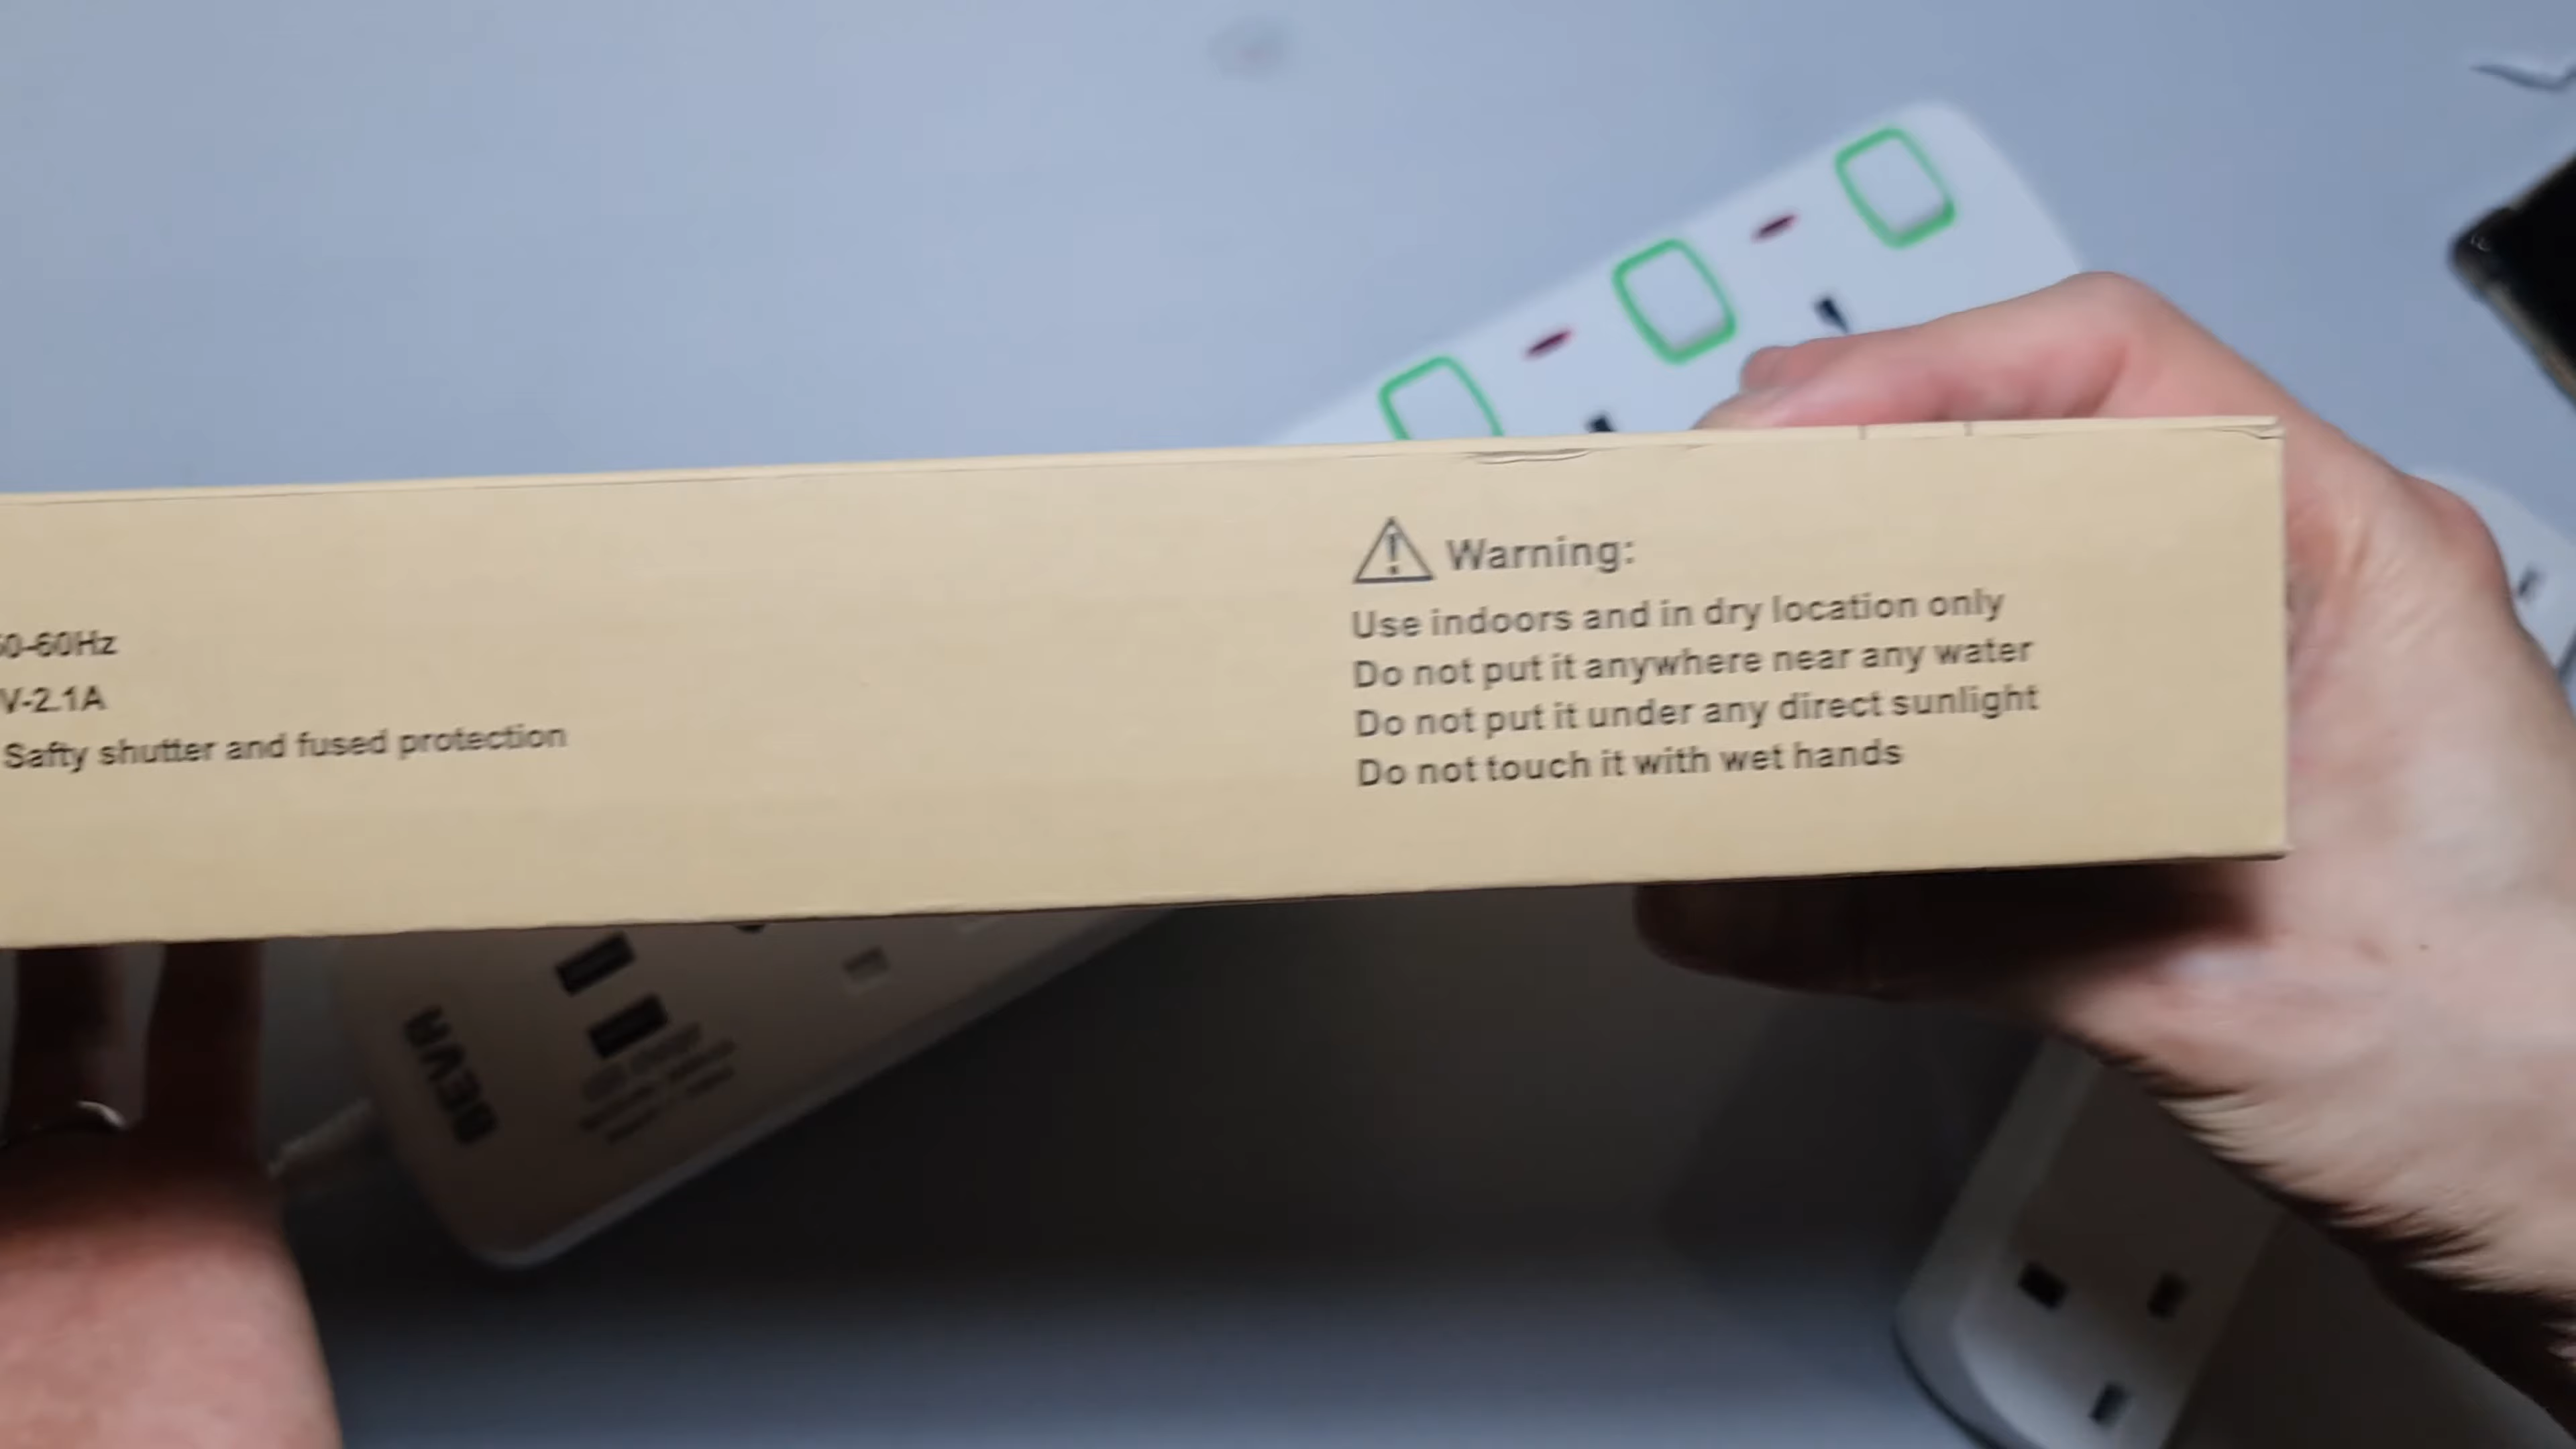 Warning:
Use indoors and in dry location only
Do not put it anywhere near any water
Do not put it under any direct sunlight
Do not touch it with wet hands
0-60Hz
V-2.1A
Safty shutter and fused protection